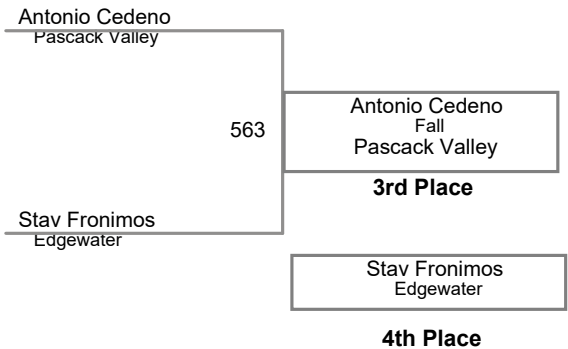 Antonio Cedeno
Pascack Valley
563
Antonio Cedeno
Fall
Pascack Valley
3rd Place
Stav Fronimos
Edgewater
Stav Fronimos
Edgewater
4th Place